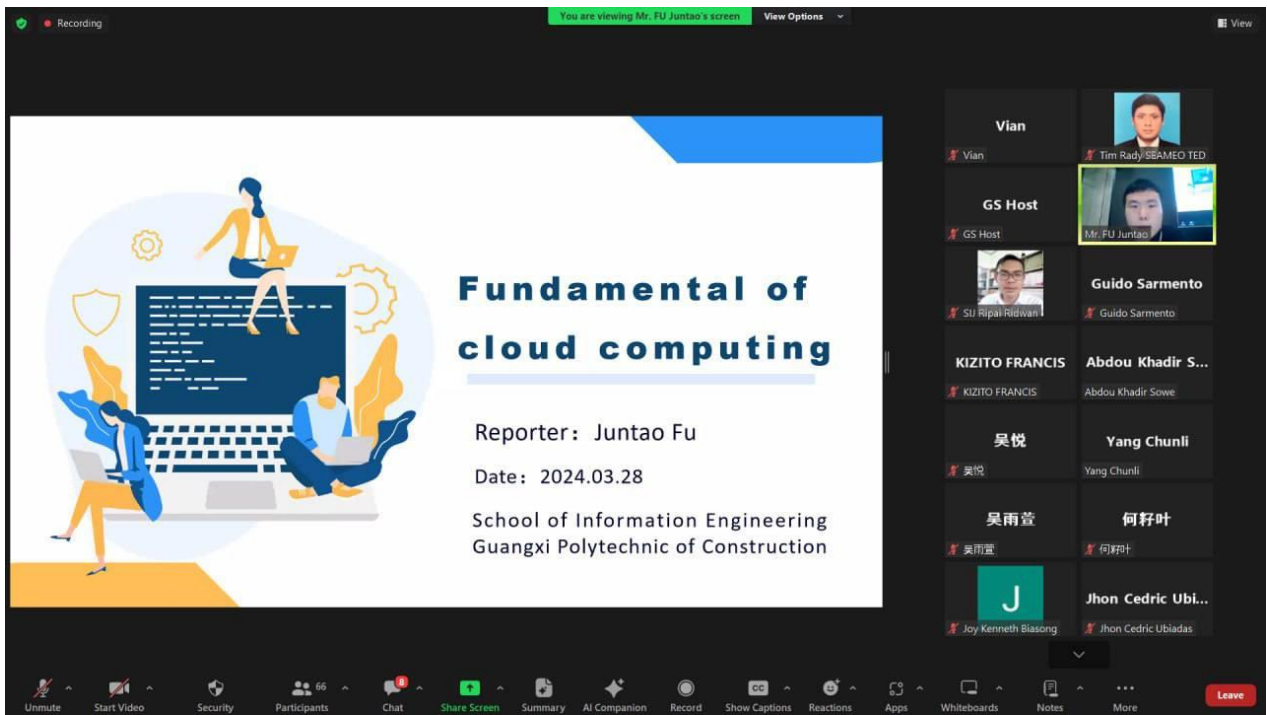 Recording
You are viewing Mr. FU Juntao's screen
View Options
View
Fundamental of
cloud computing
Reporter: Juntao Fu
Date: 2024.03.28
School of Information Engineering
Guangxi Polytechnic of Construction
Vian
Vian
Tim Rady SEAMEO TED
GS Host
GS Host
Mr. FU Juntao
SIJ Ripai Ridwan
Guido Sarmento
Guido Sarmento
KIZITO FRANCIS
KIZITO FRANCIS
Abdou Khadir S...
Abdou Khadir Sowe
吴悦
吴悦
Yang Chunli
Yang Chunli
吴雨萱
吴雨萱
何籽叶
何籽叶
J
Joy Kenneth Biasong
Jhon Cedric Ubi...
Jhon Cedric Ubiadas
Unmute
Start Video
Security
66
Participants
8
Chat
Share Screen
Summary
AI Companion
Record
CC
Show Captions
Reactions
Apps
Whiteboards
Notes
More
Leave